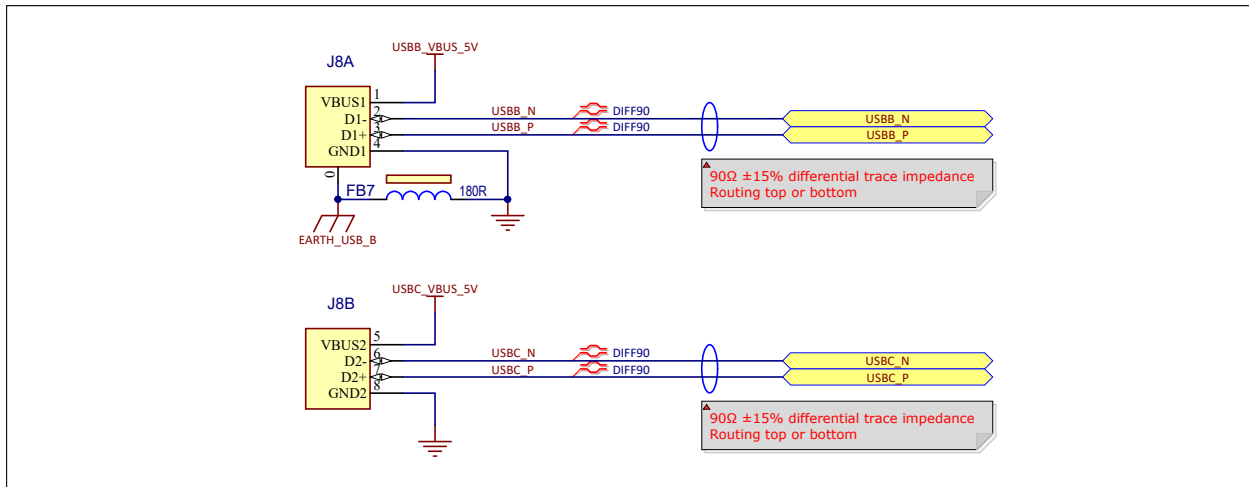 USBB_VBUS_5V
J8A
VBUS1 1
D1- 2
D1+ 3
GND1 4
0
USBB_N DIFF90 USBB_N
USBB_P DIFF90 USBB_P
90Ω ±15% differential trace impedance
Routing top or bottom
FB7 180R
EARTH_USB_B
USBC_VBUS_5V
J8B
VBUS2 5
D2- 6
D2+ 7
GND2 8
USBC_N DIFF90 USBC_N
USBC_P DIFF90 USBC_P
90Ω ±15% differential trace impedance
Routing top or bottom